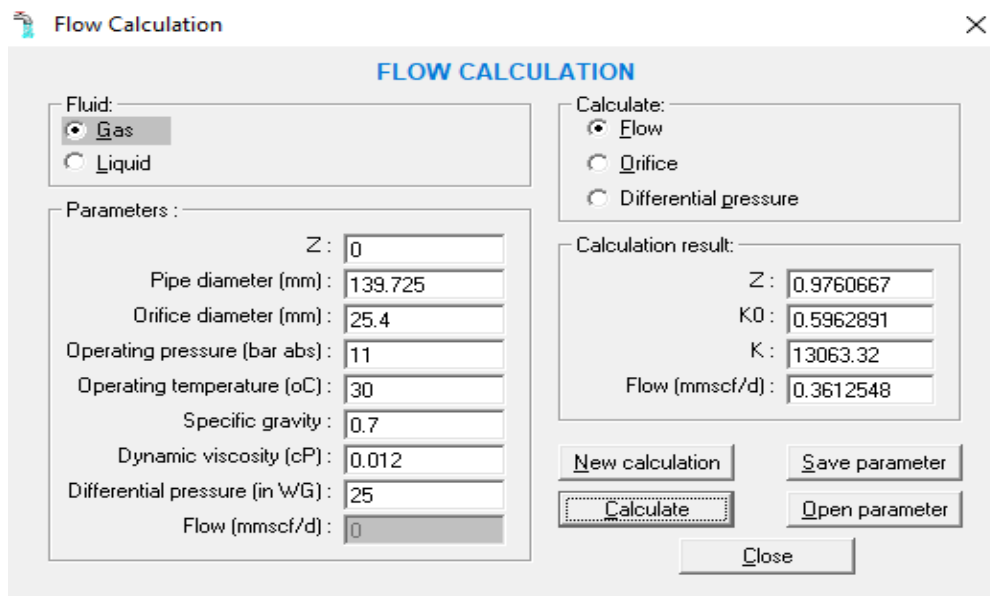 Flow Calculation
FLOW CALCULATION
Fluid:
Gas
Liquid
Calculate:
Flow
Orifice
Differential pressure
Parameters :
Z : 0
Pipe diameter (mm) : 139.725
Orifice diameter (mm) : 25.4
Operating pressure (bar abs) : 11
Operating temperature (oC) : 30
Specific gravity : 0.7
Dynamic viscosity (cP) : 0.012
Differential pressure (in WG) : 25
Flow (mmscf/d) : 0
Calculation result:
Z : 0.9760667
K0 : 0.5962891
K : 13063.32
Flow (mmscf/d) : 0.3612548
New calculation
Save parameter
Calculate
Open parameter
Close